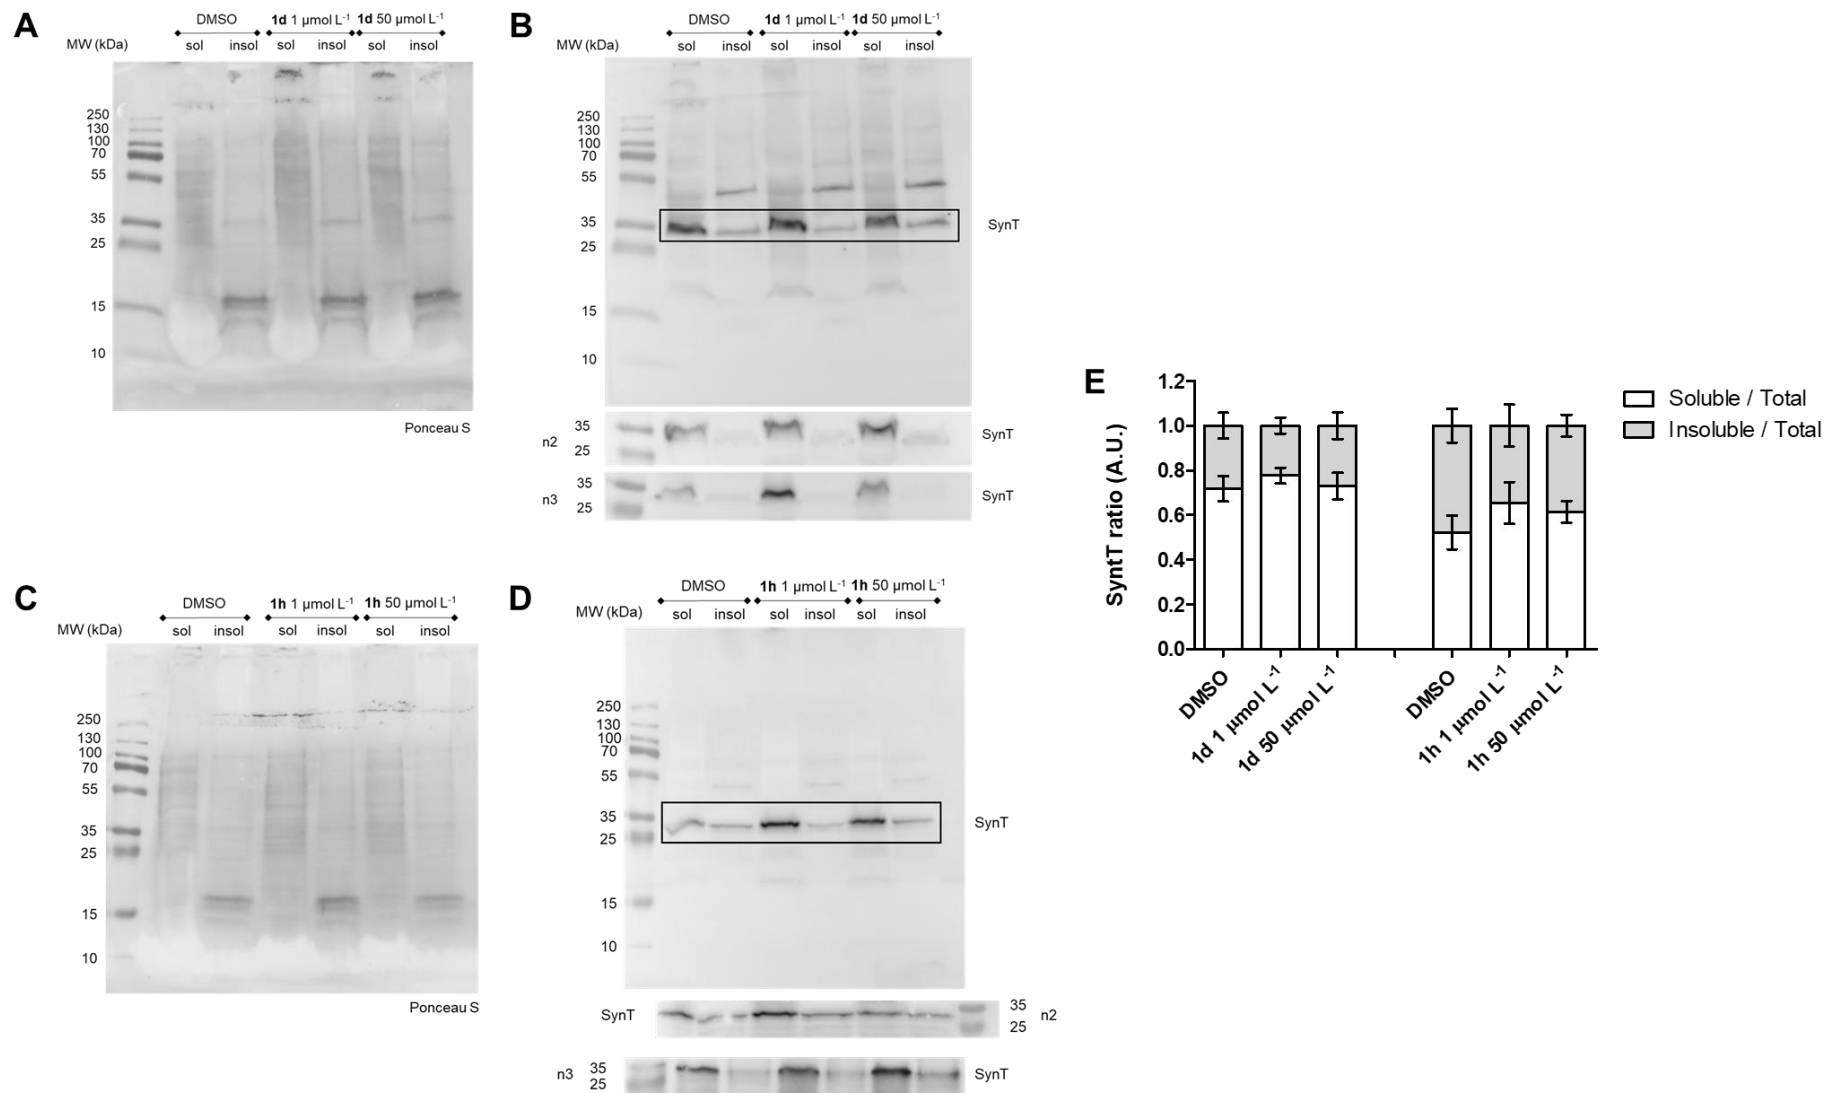 A
DMSO 1d 1 µmol L-1 1d 50 µmol L-1
MW (kDa) sol insol sol insol sol insol
250
130
100
70
55
35
25
15
10
Ponceau S
B
DMSO 1d 1 µmol L-1 1d 50 µmol L-1
MW (kDa) sol insol sol insol sol insol
250
130
100
70
55
35 SynT
25
15
10
35 SynT
n2
25
35 SynT
n3
25
C
DMSO 1h 1 µmol L-1 1h 50 µmol L-1
MW (kDa) sol insol sol insol sol insol
250
130
100
70
55
35
25
15
10
Ponceau S
D
DMSO 1h 1 µmol L-1 1h 50 µmol L-1
MW (kDa) sol insol sol insol sol insol
250
130
100
70
55
35 SynT
25
15
10
SynT 35 n2
25
n3 35 SynT
25
E
SyntT ratio (A.U.)
1.2
1.0
0.8
0.6
0.4
0.2
0.0
DMSO
1d 1 µmol L-1
1d 50 µmol L-1
DMSO
1h 1 µmol L-1
1h 50 µmol L-1
Soluble / Total
Insoluble / Total